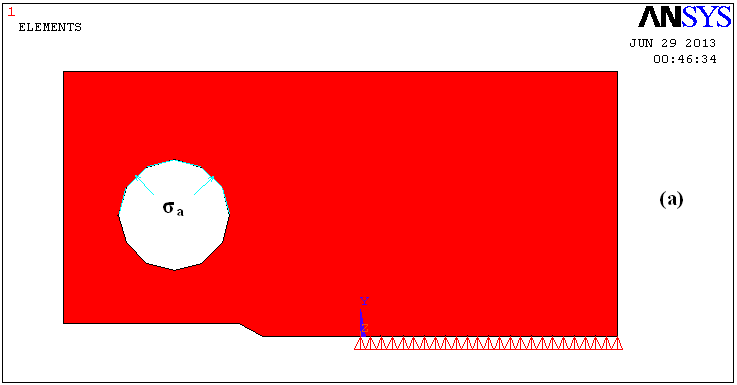 1
ELEMENTS
ANSYS
JUN 29 2013
00:46:34
σa
(a)